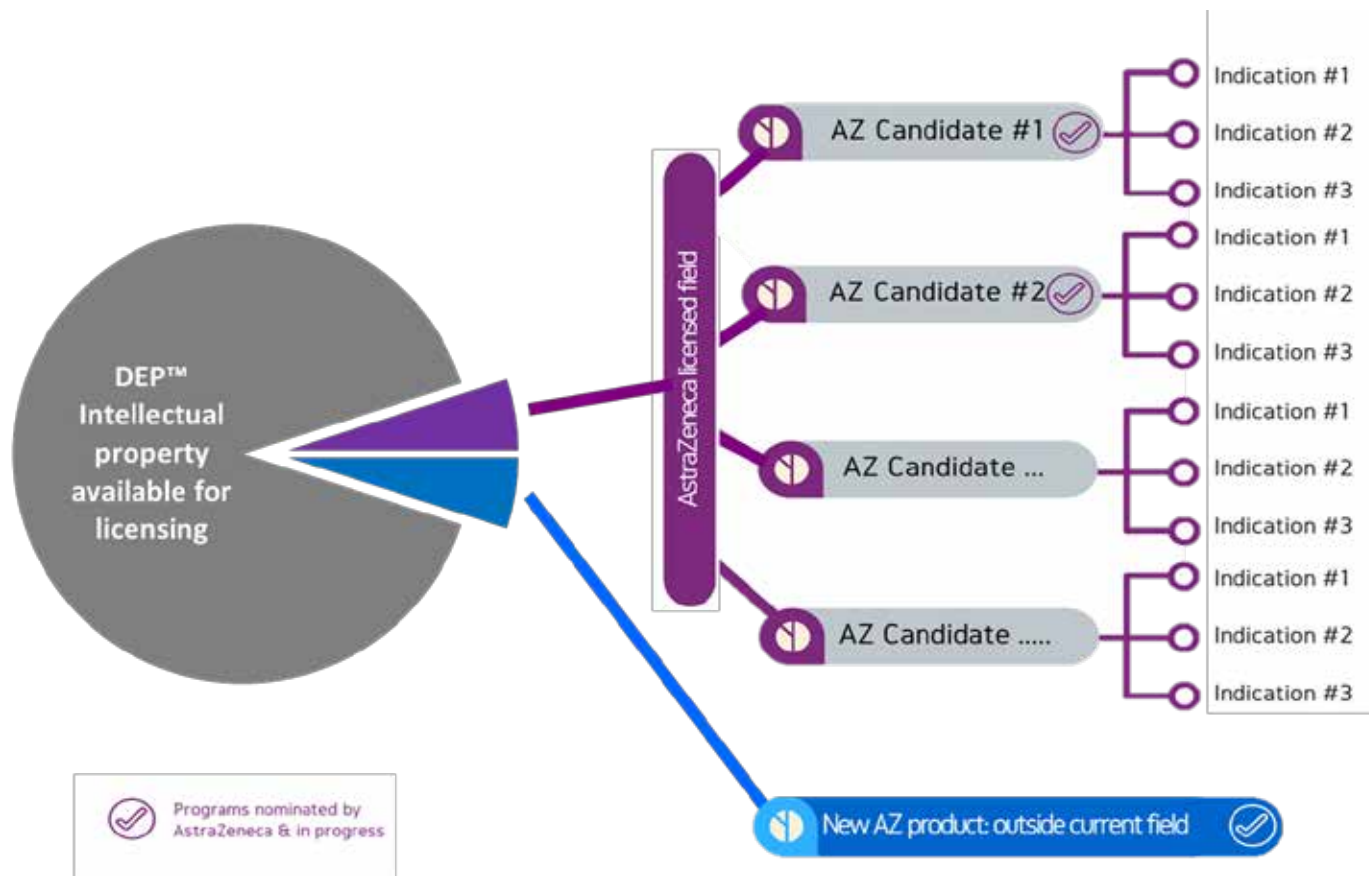 DEP™
Intellectual
property
available for
licensing
AstraZeneca licensed field
AZ Candidate #1
Indication #1
Indication #2
Indication #3
AZ Candidate #2
Indication #1
Indication #2
Indication #3
AZ Candidate ...
Indication #1
Indication #2
Indication #3
AZ Candidate .....
Indication #1
Indication #2
Indication #3
New AZ product: outside current field
Programs nominated by
AstraZeneca & in progress